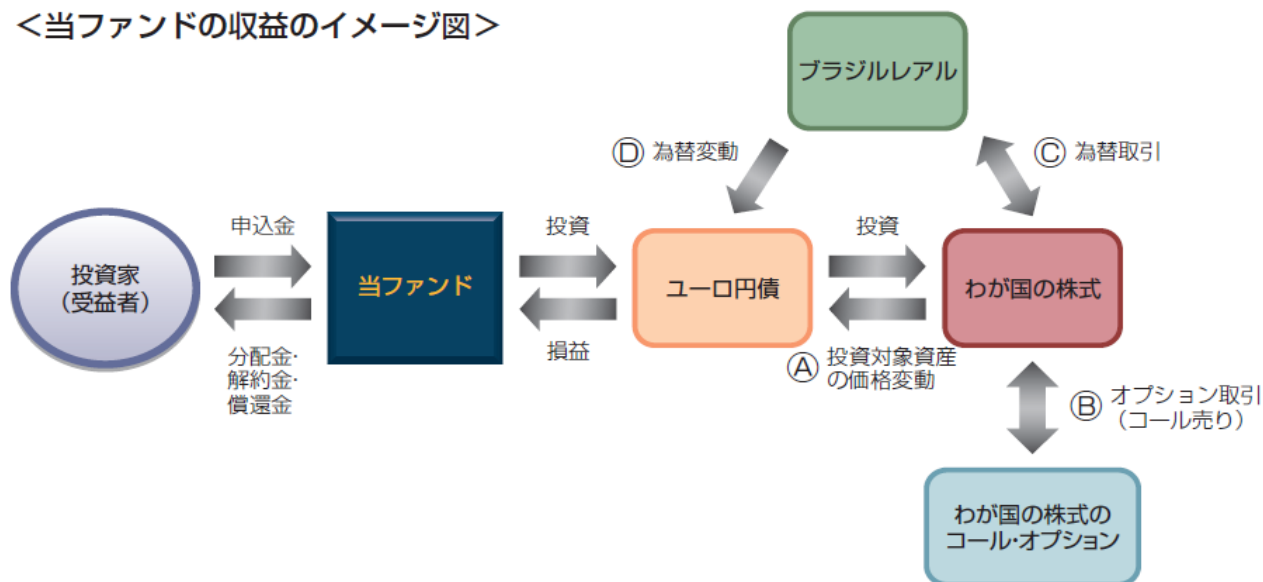 ＜当ファンドの収益のイメージ図＞
ブラジルレアル
Ⓓ 為替変動
Ⓒ 為替取引
投資家
（受益者）
申込金
分配金・
解約金・
償還金
当ファンド
投資
損益
ユーロ円債
投資
Ⓐ 投資対象資産
の価格変動
わが国の株式
Ⓑ オプション取引
（コール売り）
わが国の株式の
コール・オプション